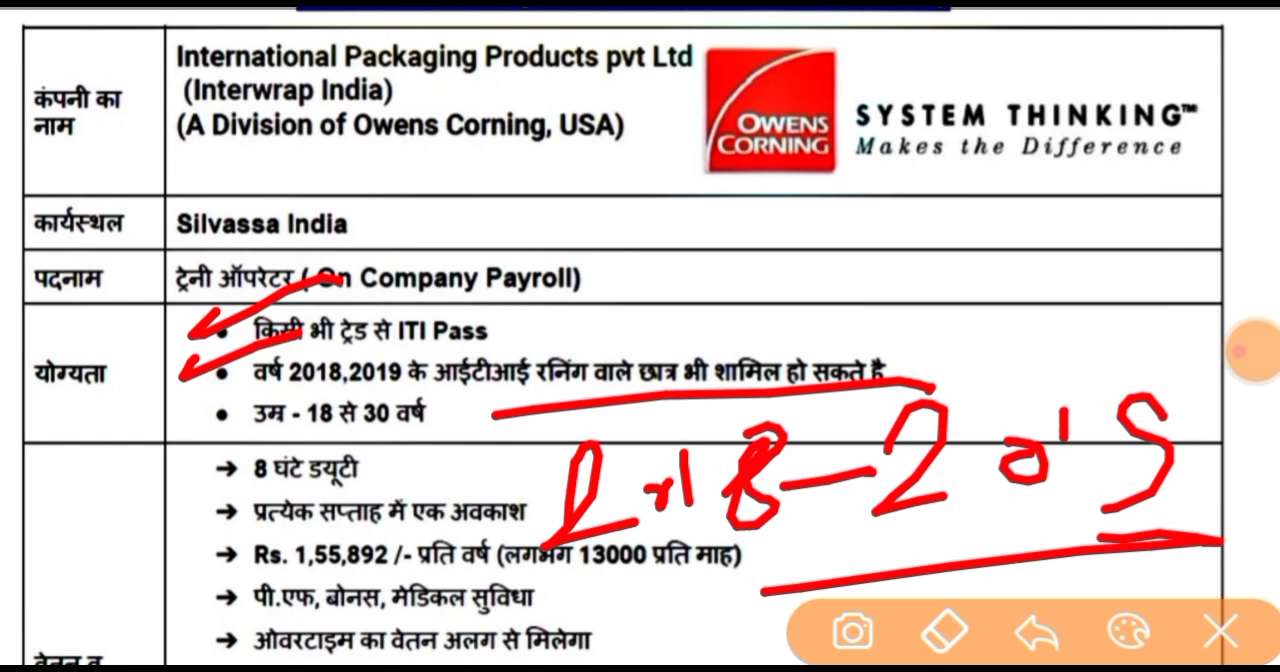 International Packaging Products pvt Ltd
(Interwrap India)
(A Division of Owens Corning, USA)
कंपनी का
नाम
OWENS
CORNING
SYSTEM THINKING™
Makes the Difference
कार्यस्थल
Silvassa India
पदनाम
ट्रेनी ऑपरेटर ( On Company Payroll)
योग्यता
• किसी भी ट्रेड से ITI Pass
• वर्ष 2018,2019 के आईटीआई रनिंग वाले छात्र भी शामिल हो सकते है
• उम्र - 18 से 30 वर्ष
2018-2019
→ 8 घंटे डयूटी
→ प्रत्येक सप्ताह में एक अवकाश
→ Rs. 1,55,892 /- प्रति वर्ष (लगभग 13000 प्रति माह)
→ पी.एफ, बोनस, मेडिकल सुविधा
→ ओवरटाइम का वेतन अलग से मिलेगा